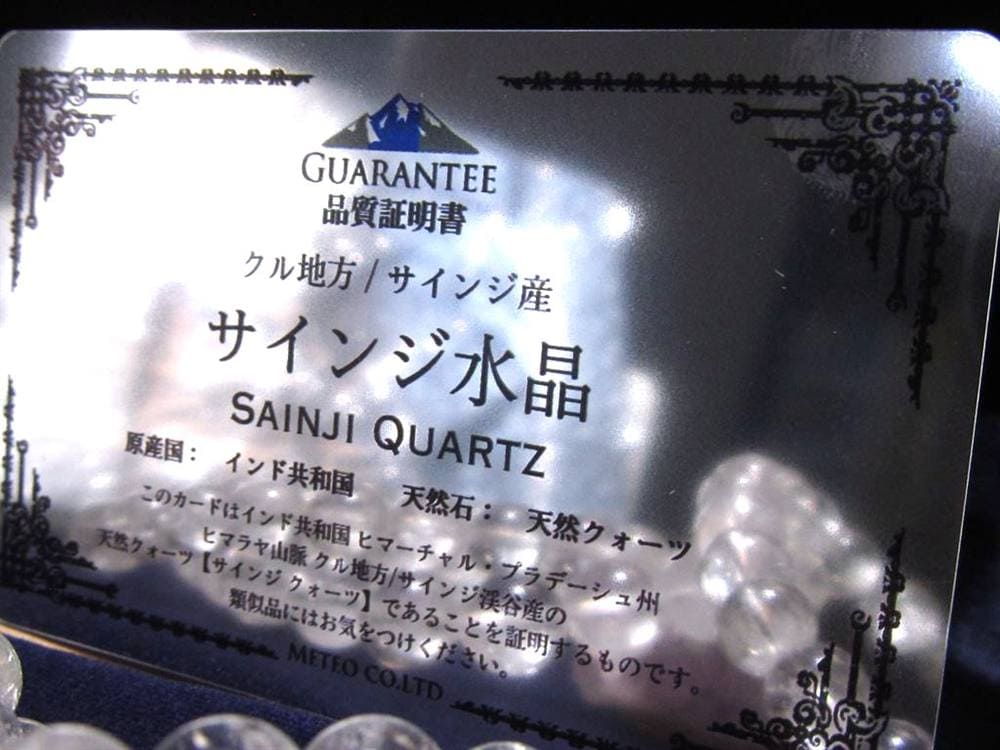 GUARANTEE
品質証明書
クル地方 / サインジ産
サインジ水晶
SAINJI QUARTZ
原産国： インド共和国 天然石： 天然クォーツ
このカードはインド共和国 ヒマーチャル・プラデーシュ州
ヒマラヤ山脈 クル地方/サインジ渓谷産の
天然クォーツ【サインジ クォーツ】であることを証明するものです。
類似品にはお気をつけください。
METEO CO.LTD